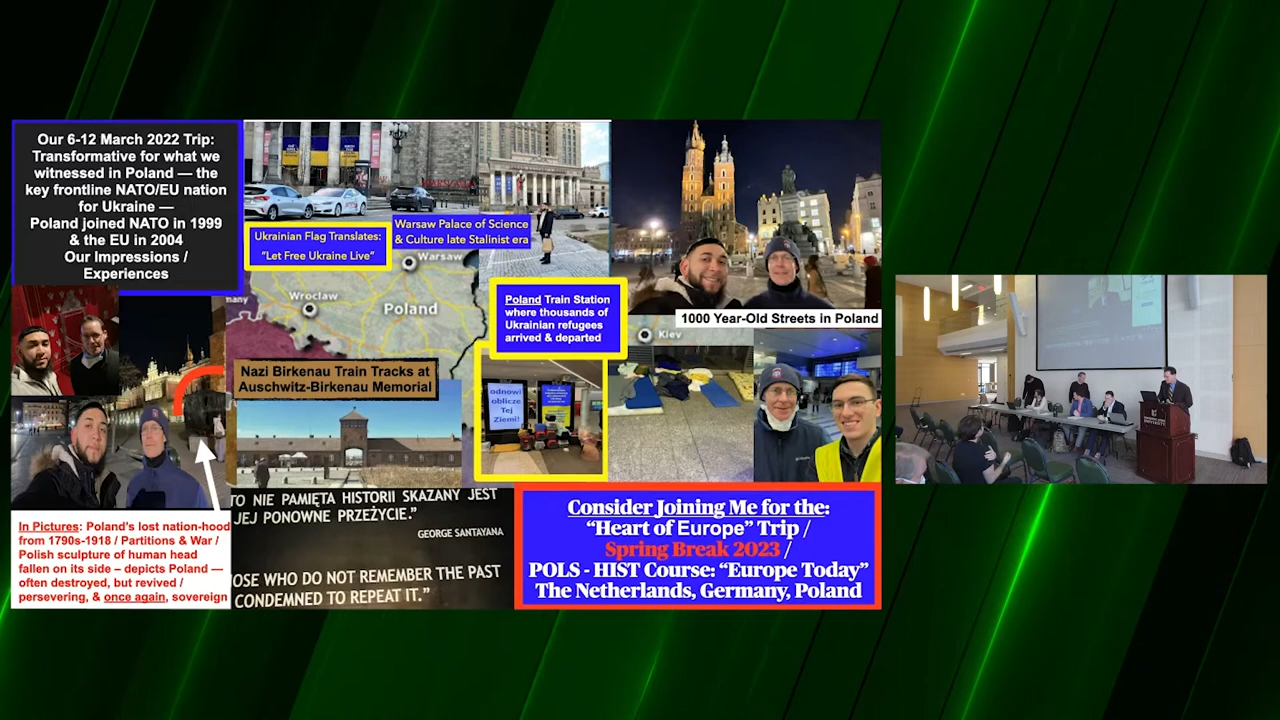 Our 6-12 March 2022 Trip:
Transformative for what we
witnessed in Poland — the
key frontline NATO/EU nation
for Ukraine —
Poland joined NATO in 1999
& the EU in 2004
Our Impressions /
Experiences
Ukrainian Flag Translates:
“Let Free Ukraine Live”
Warsaw Palace of Science
& Culture late Stalinist era
Warsaw
Wroclaw
Poland
many
Poland Train Station
where thousands of
Ukrainian refugees
arrived & departed
1000 Year-Old Streets in Poland
Kiev
Nazi Birkenau Train Tracks at
Auschwitz-Birkenau Memorial
odnowi
oblicze
Tej
Ziemi!
In Pictures: Poland's lost nation-hood
from 1790s-1918 / Partitions & War /
Polish sculpture of human head
fallen on its side – depicts Poland —
often destroyed, but revived /
persevering, & once again, sovereign
TO NIE PAMIĘTA HISTORII SKAZANY JEST
JEJ PONOWNE PRZEŻYCIE.”
GEORGE SANTAYANA
OSE WHO DO NOT REMEMBER THE PAST
CONDEMNED TO REPEAT IT.”
Consider Joining Me for the:
“Heart of Europe” Trip /
Spring Break 2023 /
POLS - HIST Course: “Europe Today”
The Netherlands, Germany, Poland
UNIVERSITY